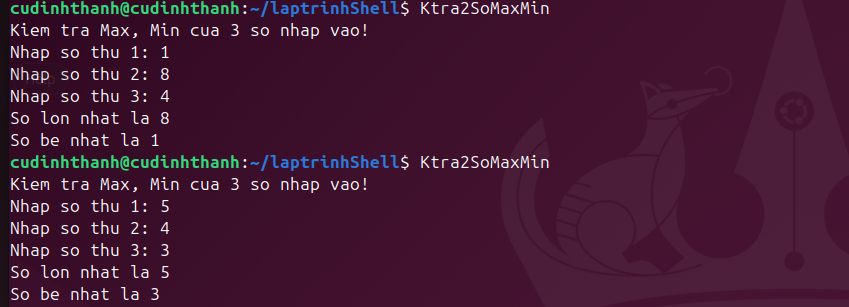 cudinhthanh@cudinhthanh:~/laptrinhShell$ Ktra2SoMaxMin
Kiem tra Max, Min cua 3 so nhap vao!
Nhap so thu 1: 1
Nhap so thu 2: 8
Nhap so thu 3: 4
So lon nhat la 8
So be nhat la 1
cudinhthanh@cudinhthanh:~/laptrinhShell$ Ktra2SoMaxMin
Kiem tra Max, Min cua 3 so nhap vao!
Nhap so thu 1: 5
Nhap so thu 2: 4
Nhap so thu 3: 3
So lon nhat la 5
So be nhat la 3